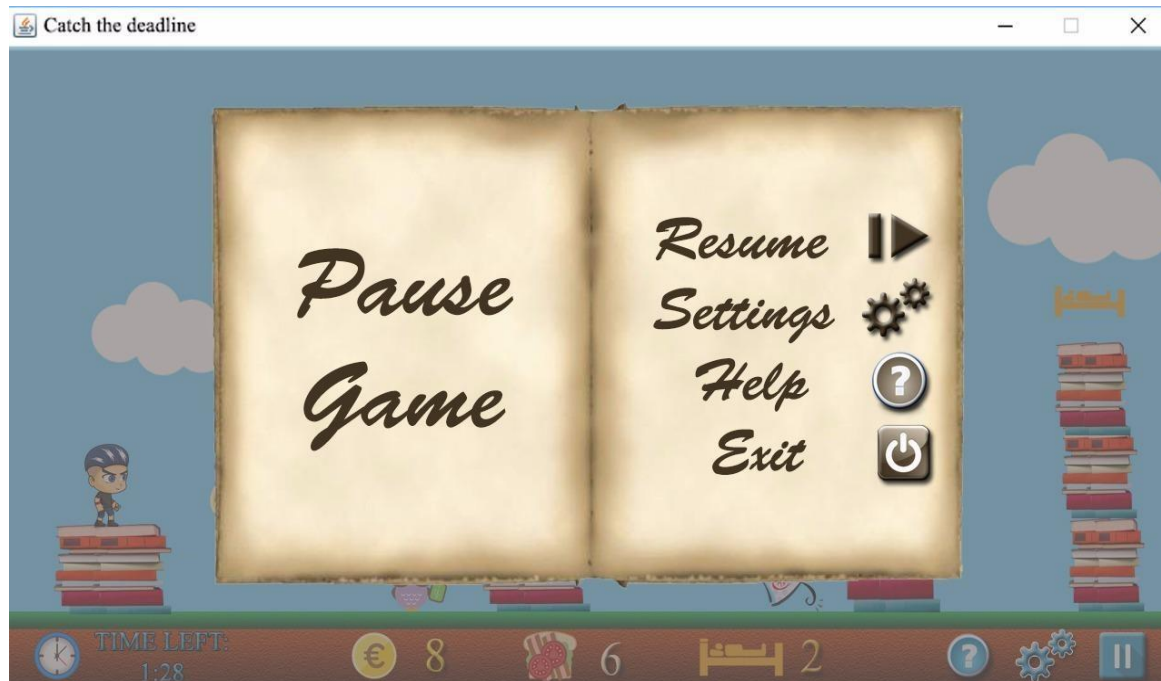 Catch the deadline
Pause
Game
Resume
Settings
?
Help
Exit
TIME LEFT:
1:28
€ 8
6
2
?